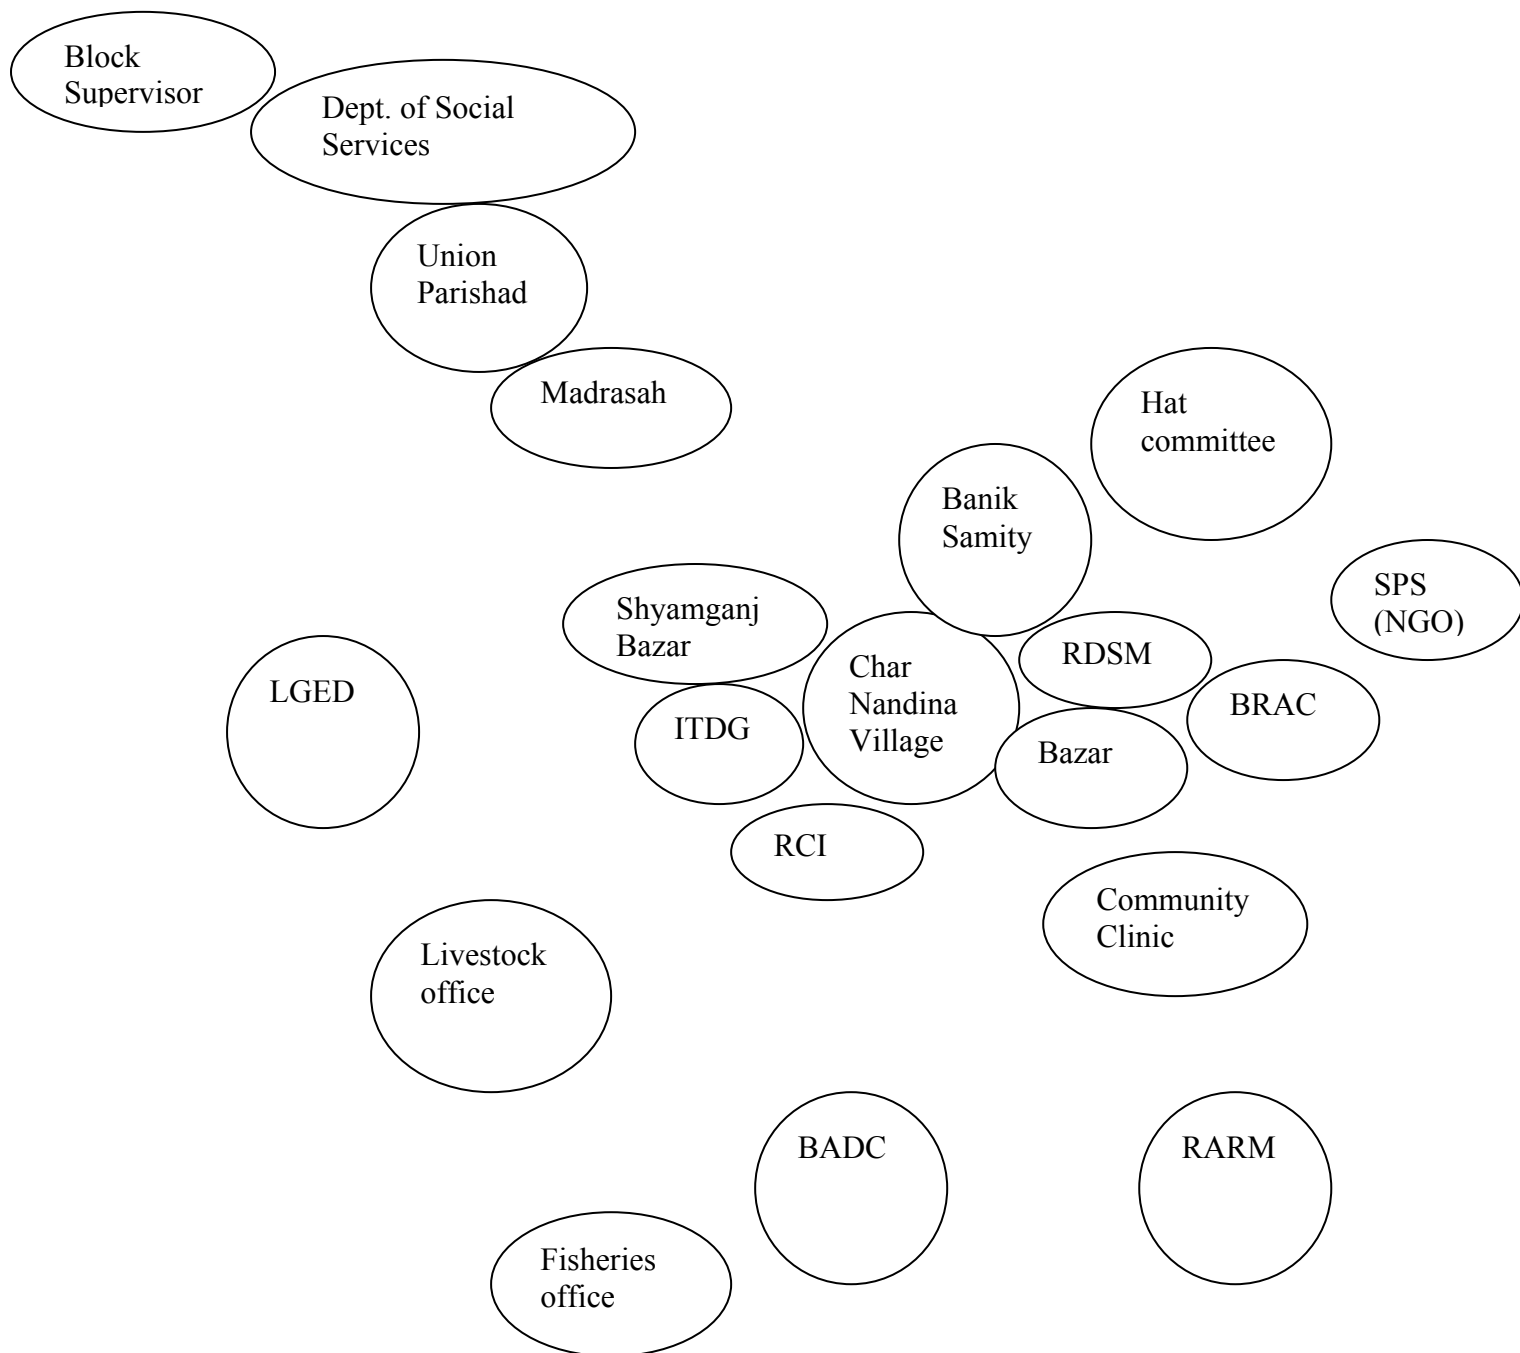 Block
Supervisor
Dept. of Social
Services
Union
Parishad
Madrasah
Hat
committee
Banik
Samity
SPS
(NGO)
Shyamganj
Bazar
RDSM
Char
Nandina
Village
LGED
BRAC
ITDG
Bazar
RCI
Community
Clinic
Livestock
office
BADC
RARM
Fisheries
office